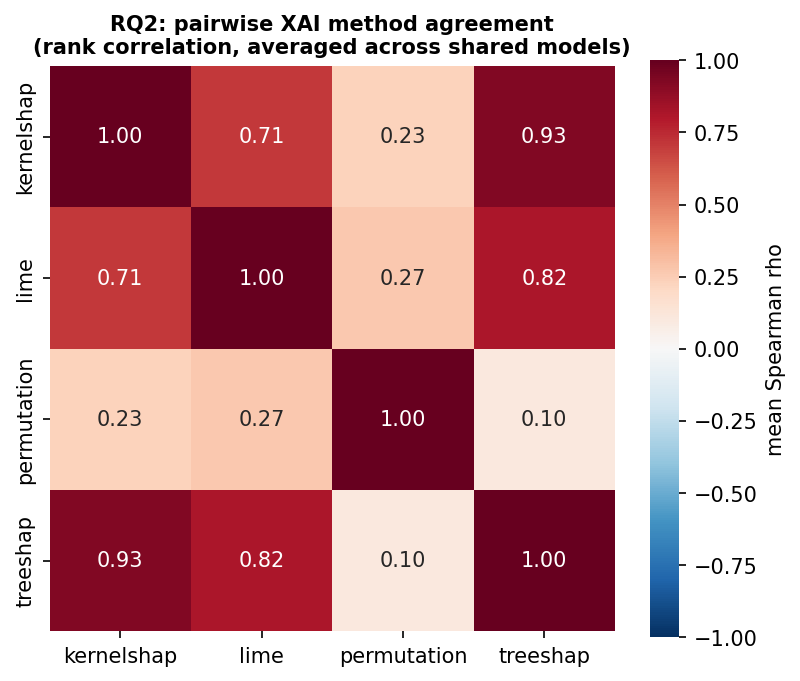 RQ2: pairwise XAI method agreement
(rank correlation, averaged across shared models)
kernelshap
1.00 0.71 0.23 0.93
lime
0.71 1.00 0.27 0.82
permutation
0.23 0.27 1.00 0.10
treeshap
0.93 0.82 0.10 1.00
kernelshap lime permutation treeshap
1.00
0.75
0.50
0.25
0.00
−0.25
−0.50
−0.75
−1.00
mean Spearman rho